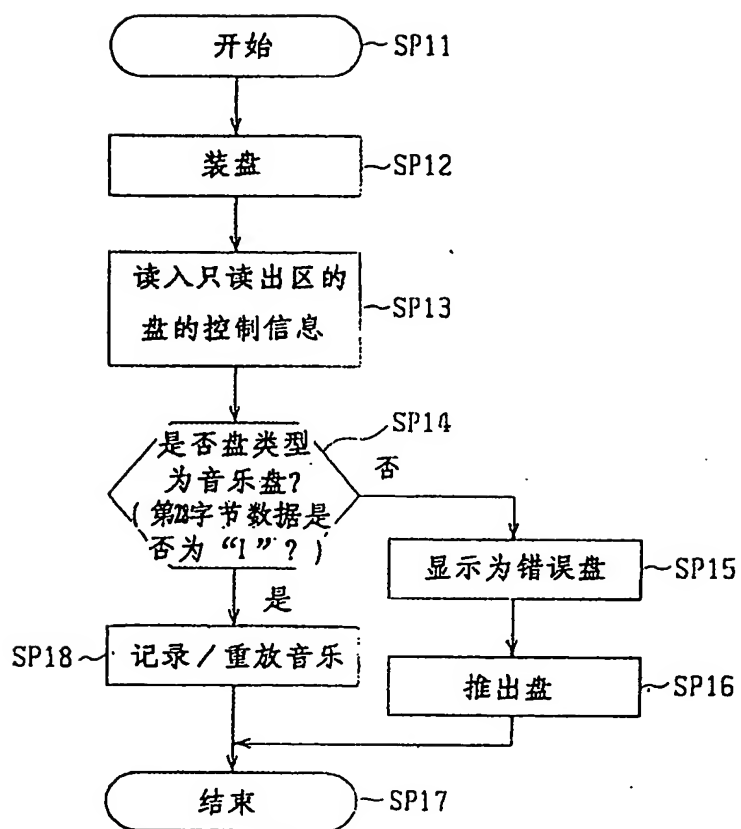 开始
SP11
装盘
SP12
读入只读出区的
盘的控制信息
SP13
SP14
是否盘类型
为音乐盘?
(第22字节数据是
否为“1”?)
否
是
显示为错误盘
SP15
SP18
记录/重放音乐
推出盘
SP16
结束
SP17